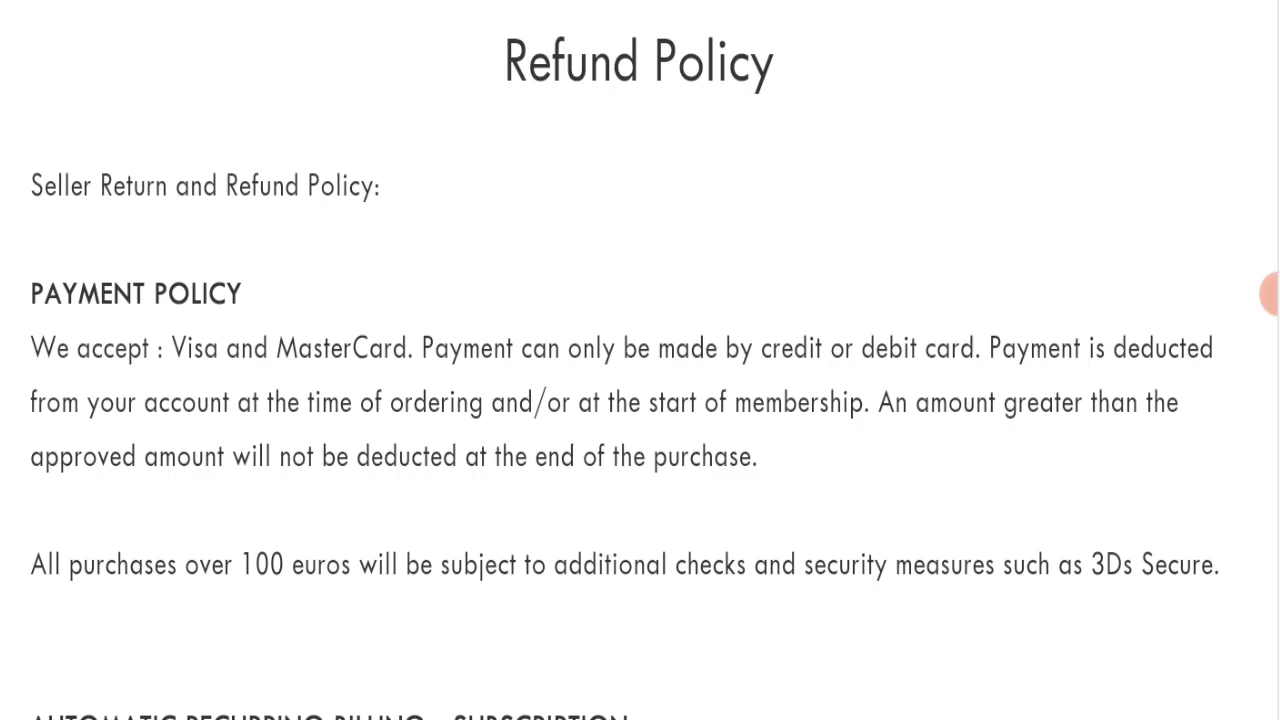 Refund Policy
Seller Return and Refund Policy:
PAYMENT POLICY
We accept : Visa and MasterCard. Payment can only be made by credit or debit card. Payment is deducted
from your account at the time of ordering and/or at the start of membership. An amount greater than the
approved amount will not be deducted at the end of the purchase.
All purchases over 100 euros will be subject to additional checks and security measures such as 3Ds Secure.
AUTOMATIC RECURRING BILLING - SUBSCRIPTION